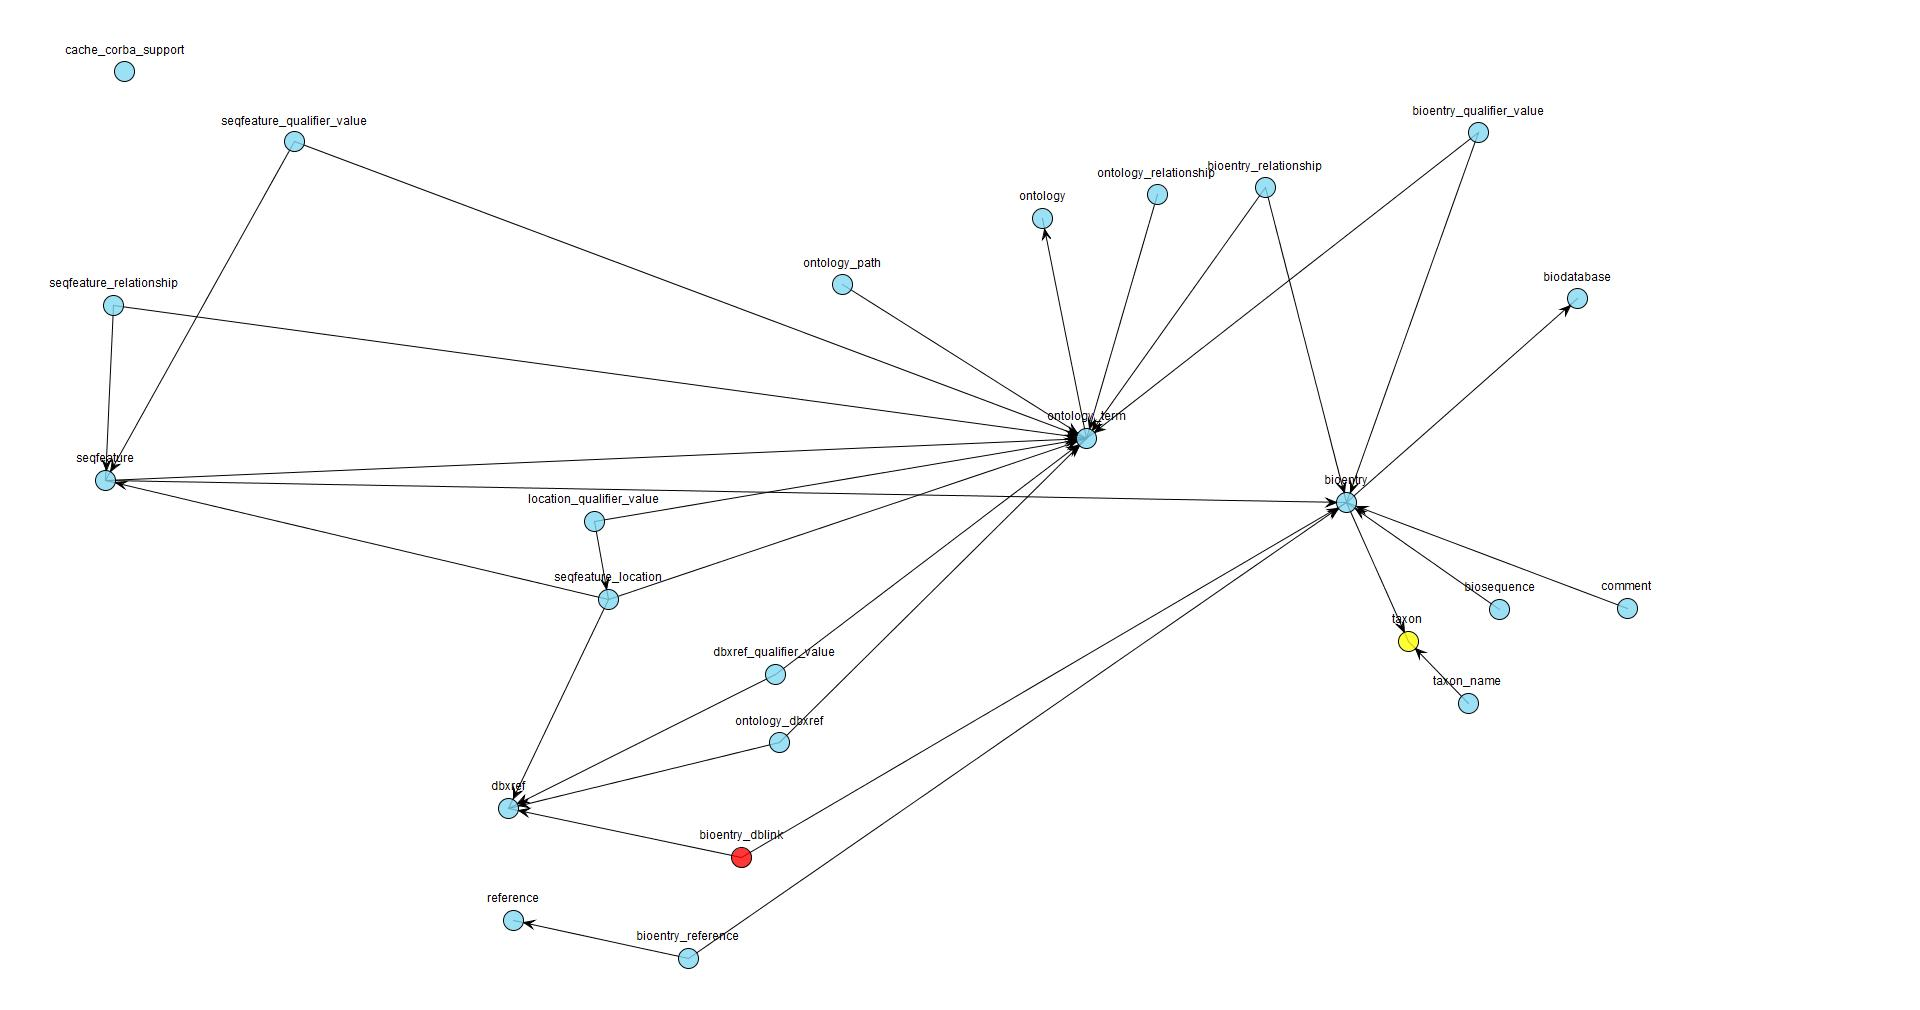 cache_corba_support
bioentry_qualifier_value
seqfeature_qualifier_value
bioentry_relationship
ontology_relationship
ontology
ontology_path
biodatabase
seqfeature_relationship
ontology_term
seqfeature
bioentry
location_qualifier_value
seqfeature_location
comment
biosequence
taxon
dbxref_qualifier_value
taxon_name
ontology_dbxref
dbxref
bioentry_dblink
reference
bioentry_reference